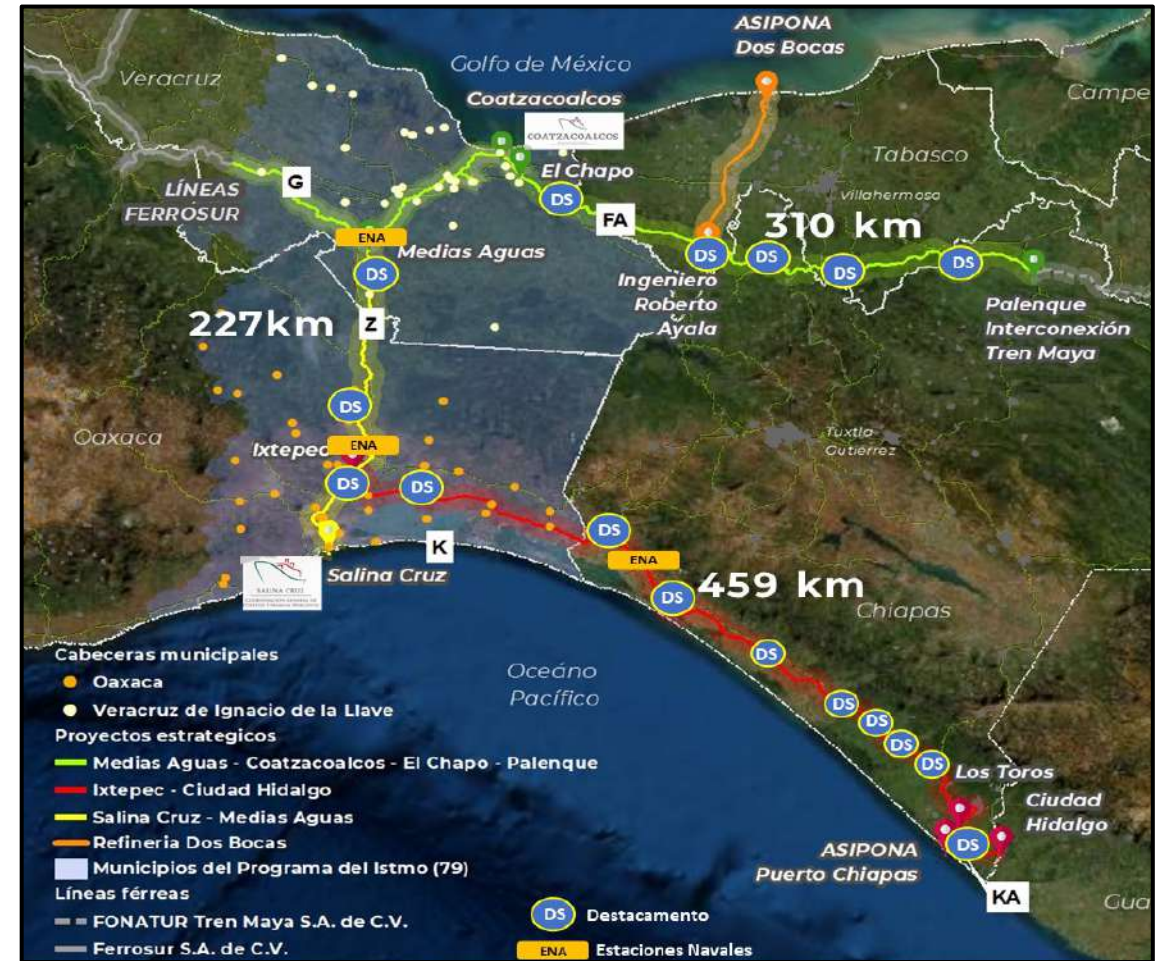 ASIPONA
Dos Bocas
Golfo de México
Veracruz
Campe
Coatzacoalcos
COATZACOALCOS
Tabasco
El Chapo
Villahermosa
G
LÍNEAS
FERROSUR
DS
FA
310 km
ENA
Medias Aguas
DS
DS
DS
DS
DS
Ingeniero
Roberto
Ayala
Palenque
Interconexión
Tren Maya
227km
Z
DS
Oaxaca
Tuxtla
Gutiérrez
Ixtepec
ENA
DS
DS
DS
K
ENA
SALINA CRUZ
Salina Cruz
459 km
DS
Chiapas
DS
Oceáno
Pacífico
DS
DS
DS
DS
Los Toros
Ciudad
Hidalgo
DS
ASIPONA
Puerto Chiapas
KA
Gua
Cabeceras municipales
Oaxaca
Veracruz de Ignacio de la Llave
Proyectos estrategicos
Medias Aguas - Coatzacoalcos - El Chapo - Palenque
Ixtepec - Ciudad Hidalgo
Salina Cruz - Medias Aguas
Refineria Dos Bocas
Municipios del Programa del Istmo (79)
Líneas férreas
FONATUR Tren Maya S.A. de C.V.
Ferrosur S.A. de C.V.
DS Destacamento
ENA Estaciones Navales